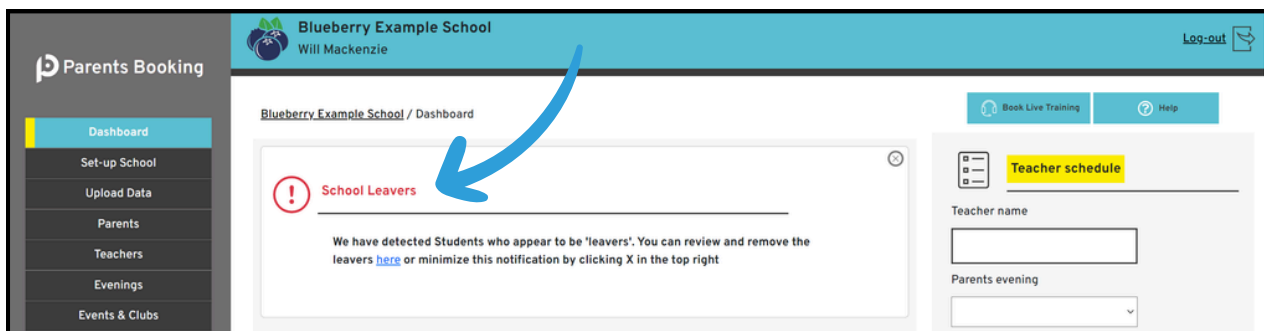 Parents Booking
Dashboard
Set-up School
Upload Data
Parents
Teachers
Evenings
Events & Clubs
Blueberry Example School
Will Mackenzie
Log-out
Blueberry Example School / Dashboard
School Leavers
We have detected Students who appear to be 'leavers'. You can review and remove the
leavers here or minimize this notification by clicking X in the top right
Book Live Training
Help
Teacher schedule
Teacher name
Parents evening